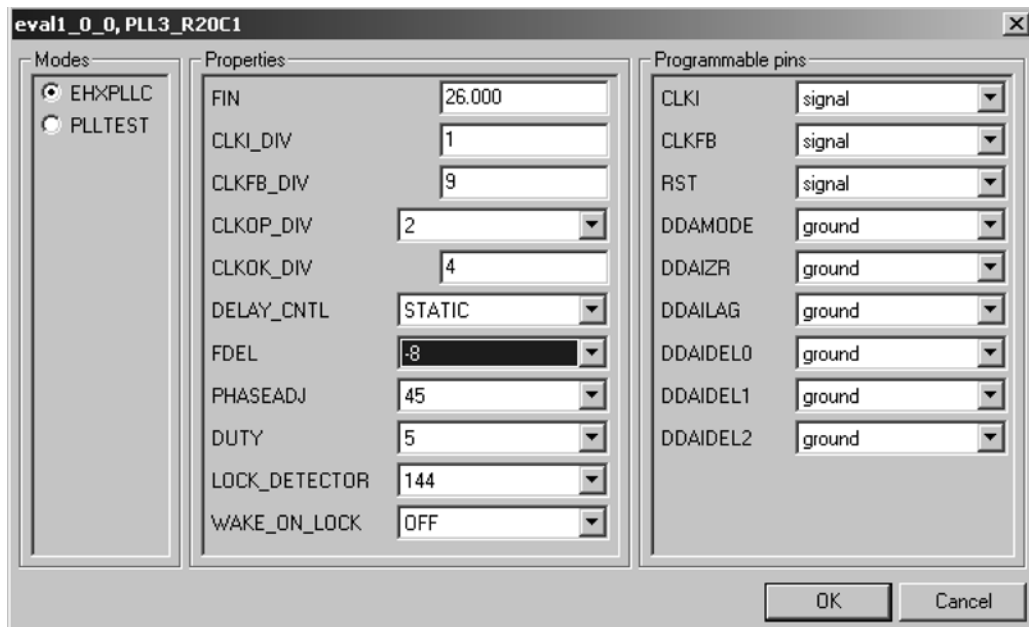 eval1_0_0, PLL3_R20C1
Modes
EHXPLLC
PLLTEST
Properties
FIN 26.000
CLKI_DIV 1
CLKFB_DIV 9
CLKOP_DIV 2
CLKOK_DIV 4
DELAY_CNTL STATIC
FDEL -8
PHASEADJ 45
DUTY 5
LOCK_DETECTOR 144
WAKE_ON_LOCK OFF
Programmable pins
CLKI signal
CLKFB signal
RST signal
DDAMODE ground
DDAIZR ground
DDAILAG ground
DDAIDEL0 ground
DDAIDEL1 ground
DDAIDEL2 ground
OK Cancel